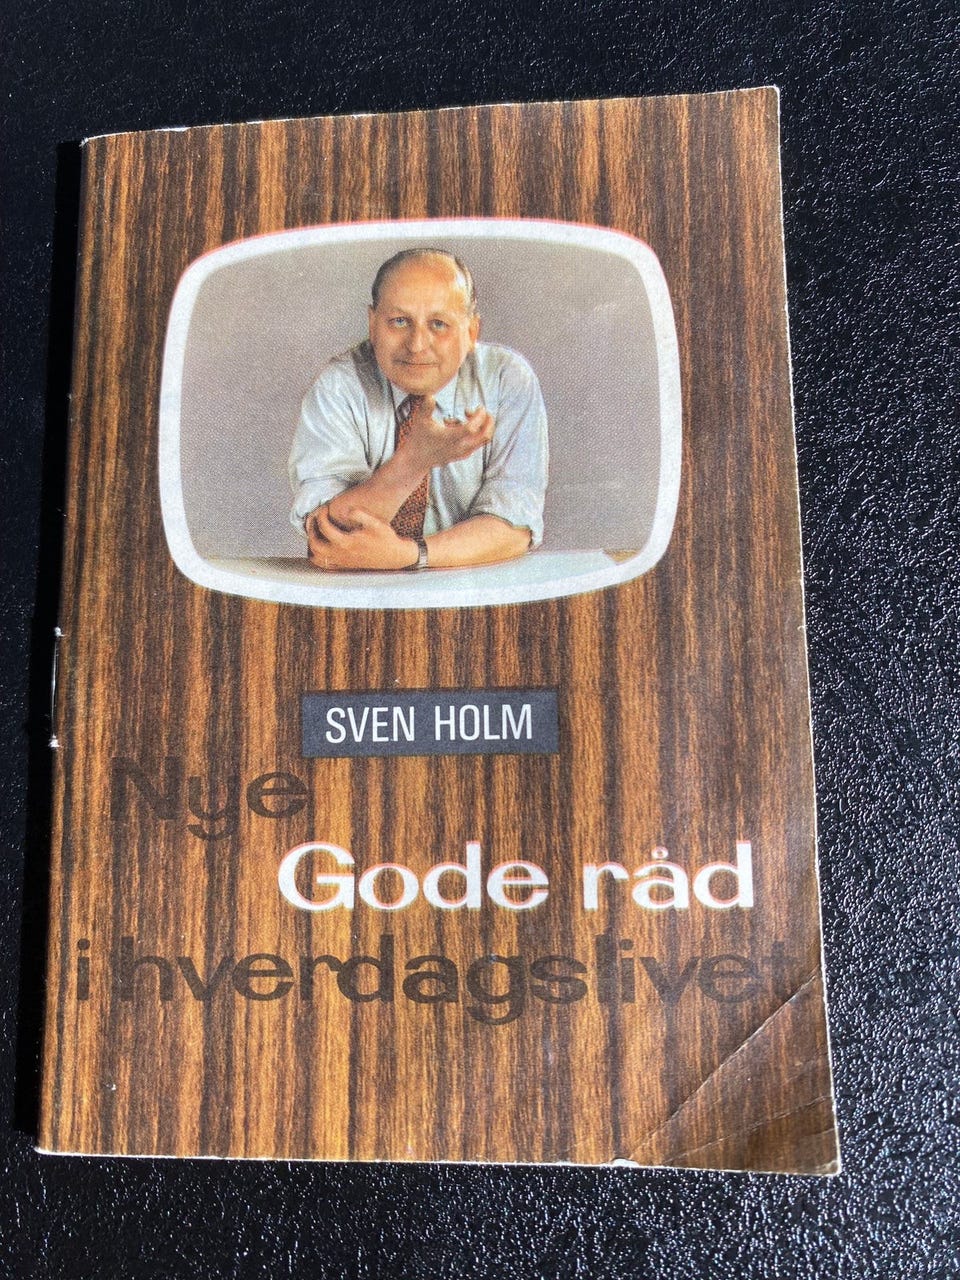 SVEN HOLM
Nye
Gode råd
i hverdagslivet